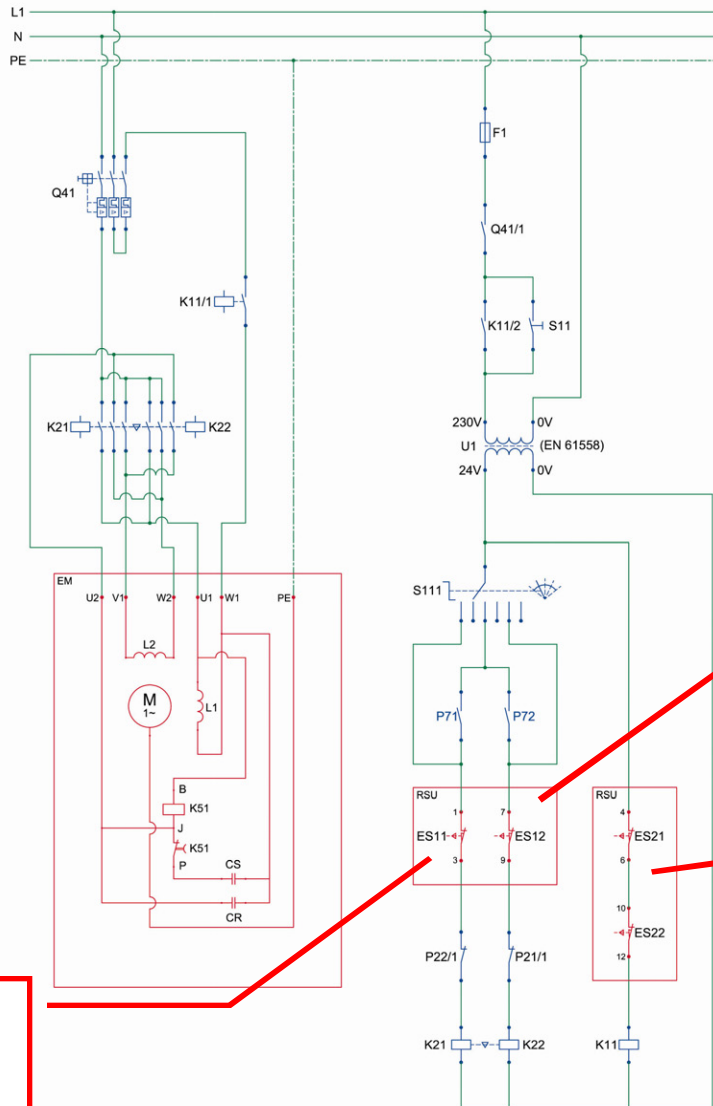 L1
N
PE
F1
Q41
Q41/1
K11/1
K11/2 S11
K21 K22
230V 0V
U1 (EN 61558)
24V 0V
EM
S111
U2 V1 W2 U1 W1 PE
L2
M
1~
L1
P71 P72
B
K51
J
K51
P
CS
CR
RSU RSU
1 7 4
ES11 ES12 ES21
3 9 6
10
ES22
12
P22/1 P21/1
K21 K22 K11